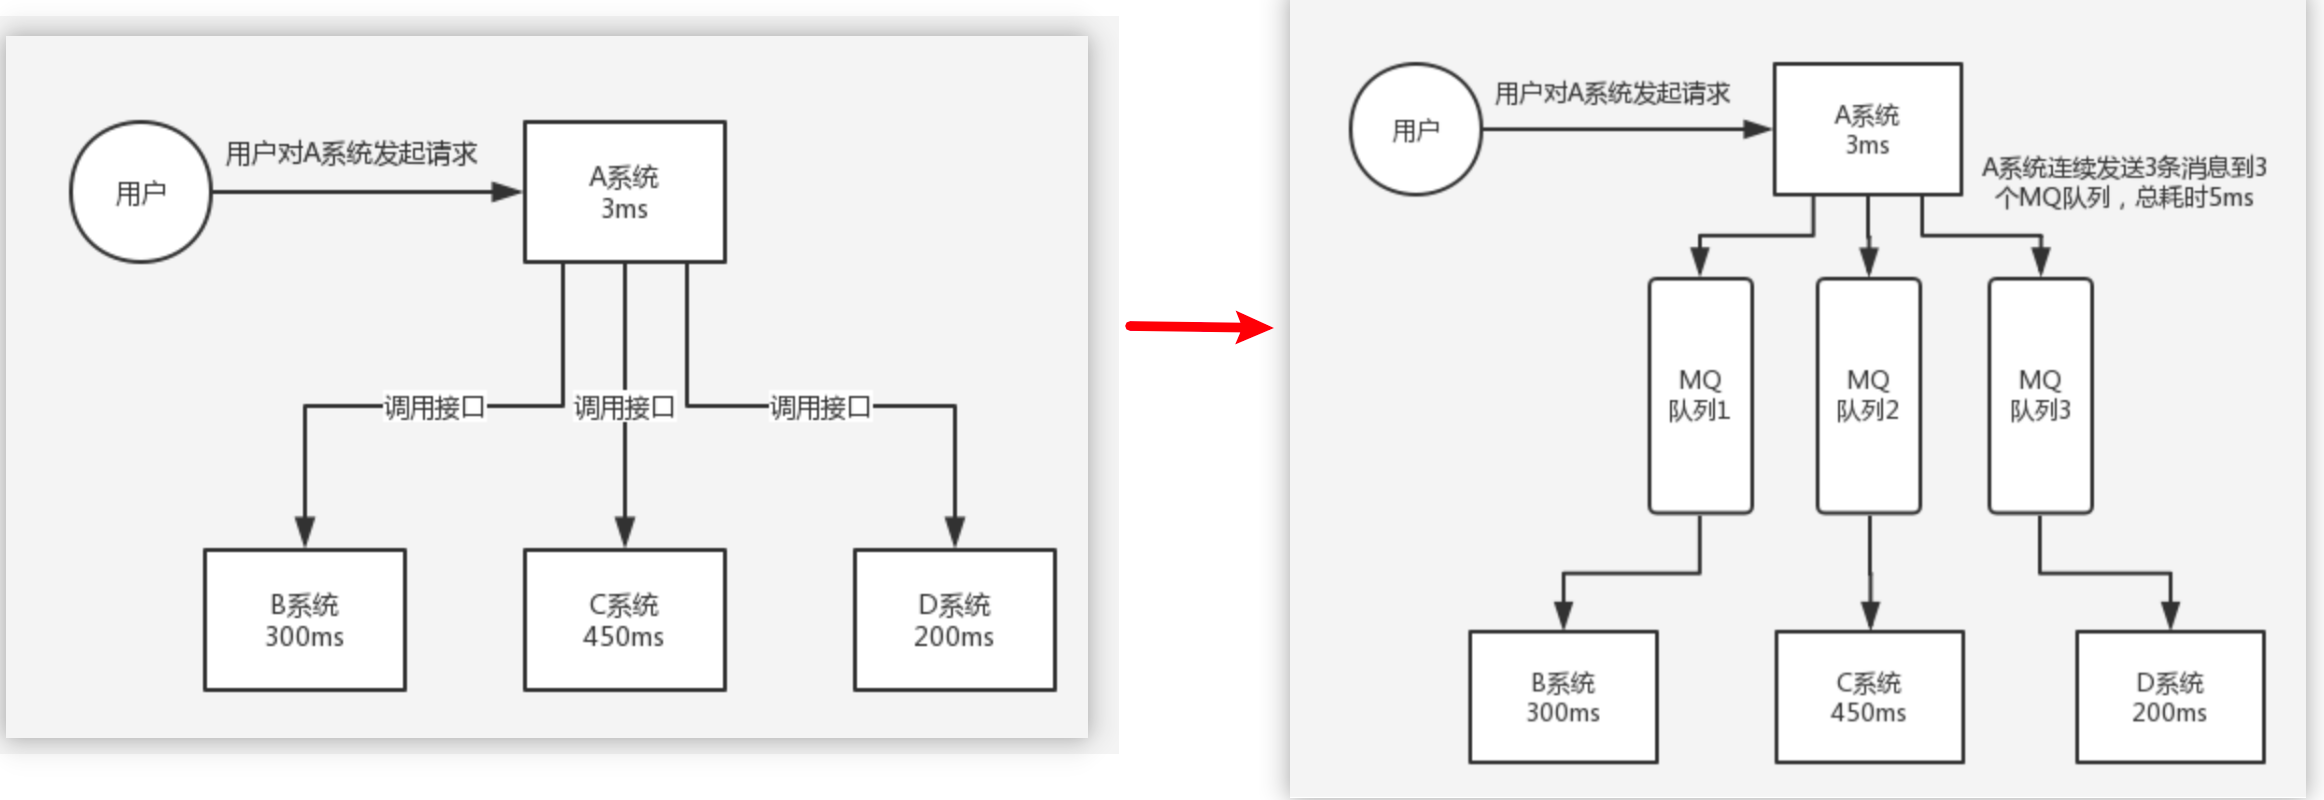 用户
用户对A系统发起请求
A系统
3ms
调用接口
调用接口
调用接口
B系统
300ms
C系统
450ms
D系统
200ms
用户
用户对A系统发起请求
A系统
3ms
A系统连续发送3条消息到3
个MQ队列，总耗时5ms
MQ
队列1
MQ
队列2
MQ
队列3
B系统
300ms
C系统
450ms
D系统
200ms